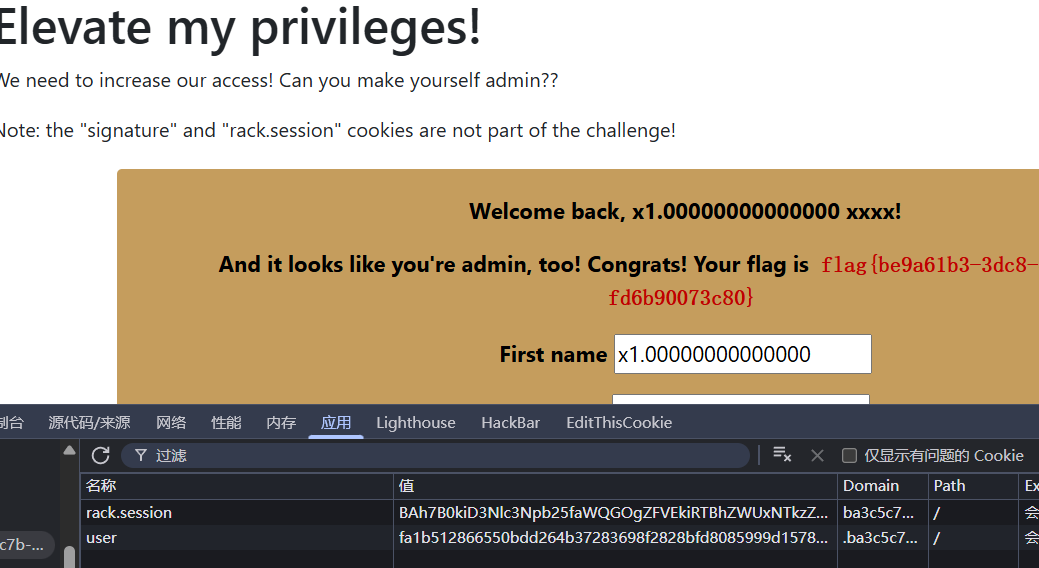 Elevate my privileges!
We need to increase our access! Can you make yourself admin??
Note: the "signature" and "rack.session" cookies are not part of the challenge!
Welcome back, x1.00000000000000 xxxx!
And it looks like you're admin, too! Congrats! Your flag is flag{be9a61b3-3dc8-
fd6b90073c80}
First name x1.00000000000000
制台 源代码/来源 网络 性能 内存 应用 Lighthouse HackBar EditThisCookie
过滤 仅显示有问题的 Cookie
名称 值 Domain Path Ex
rack.session BAh7B0kiD3Nlc3Npb25faWQGOgZFVEkiRTBhZWUxNTkzZ... ba3c5c7... / 会
c7b-... user fa1b512866550bdd264b37283698f2828bfd8085999d1578... .ba3c5c7... / 会